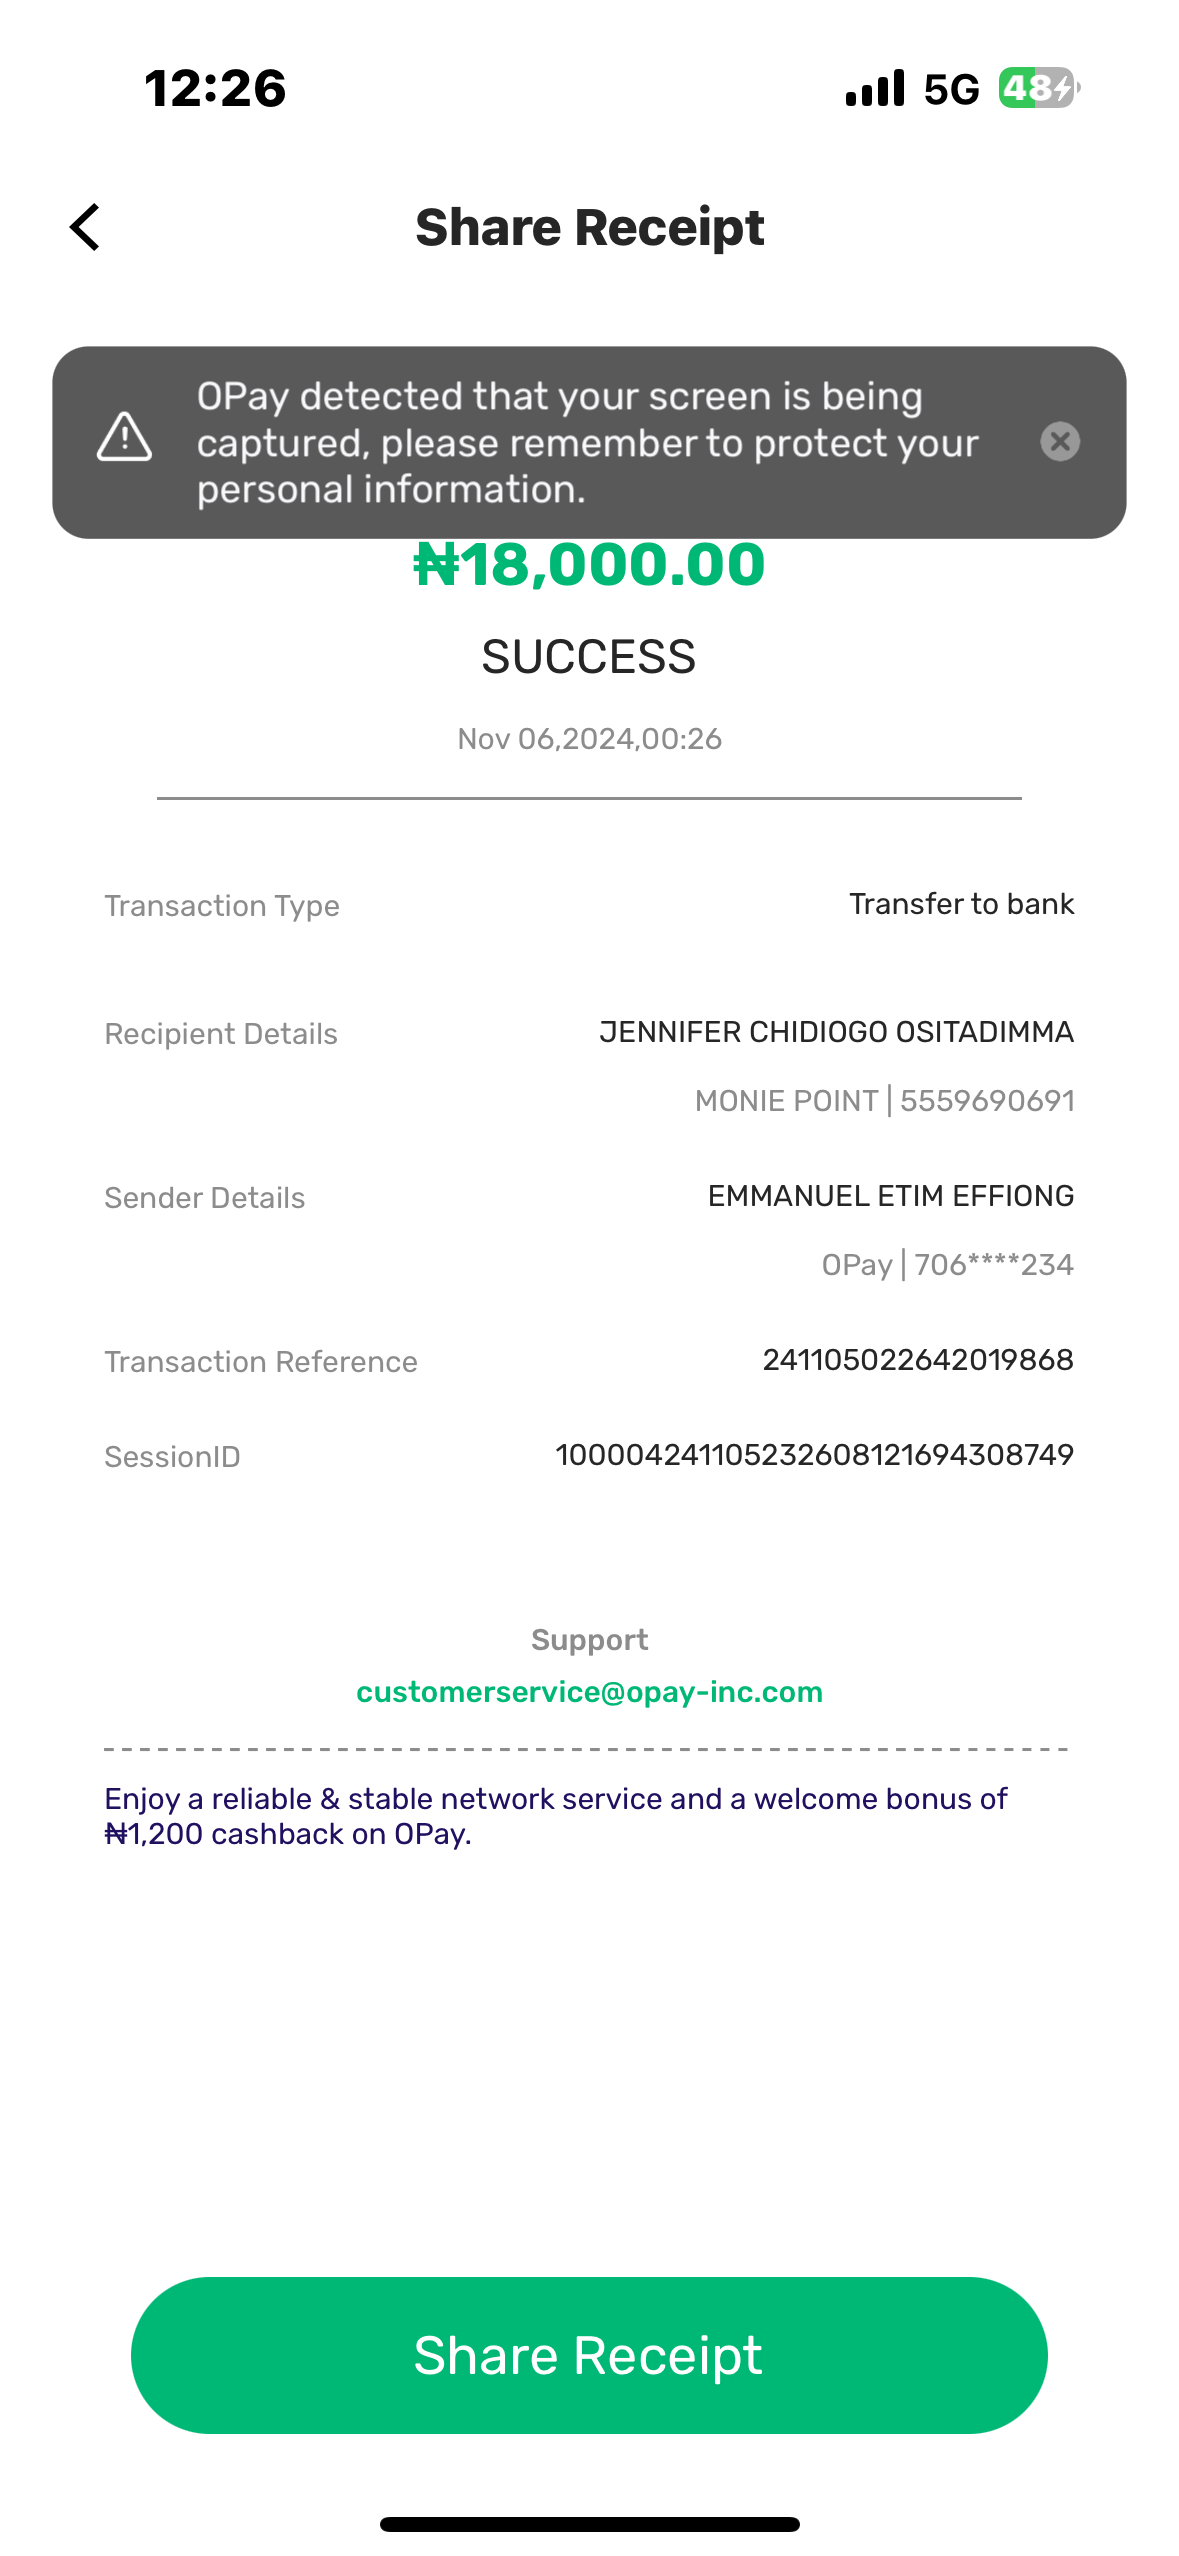 12:26
5G 48
Share Receipt
OPay detected that your screen is being
captured, please remember to protect your
personal information.
₦18,000.00
SUCCESS
Nov 06,2024,00:26
Transaction Type Transfer to bank
Recipient Details JENNIFER CHIDIOGO OSITADIMMA
MONIE POINT | 5559690691
Sender Details EMMANUEL ETIM EFFIONG
OPay | 706****234
Transaction Reference 241105022642019868
SessionID 100004241105232608121694308749
Support
customerservice@opay-inc.com
Enjoy a reliable & stable network service and a welcome bonus of
₦1,200 cashback on OPay.
Share Receipt